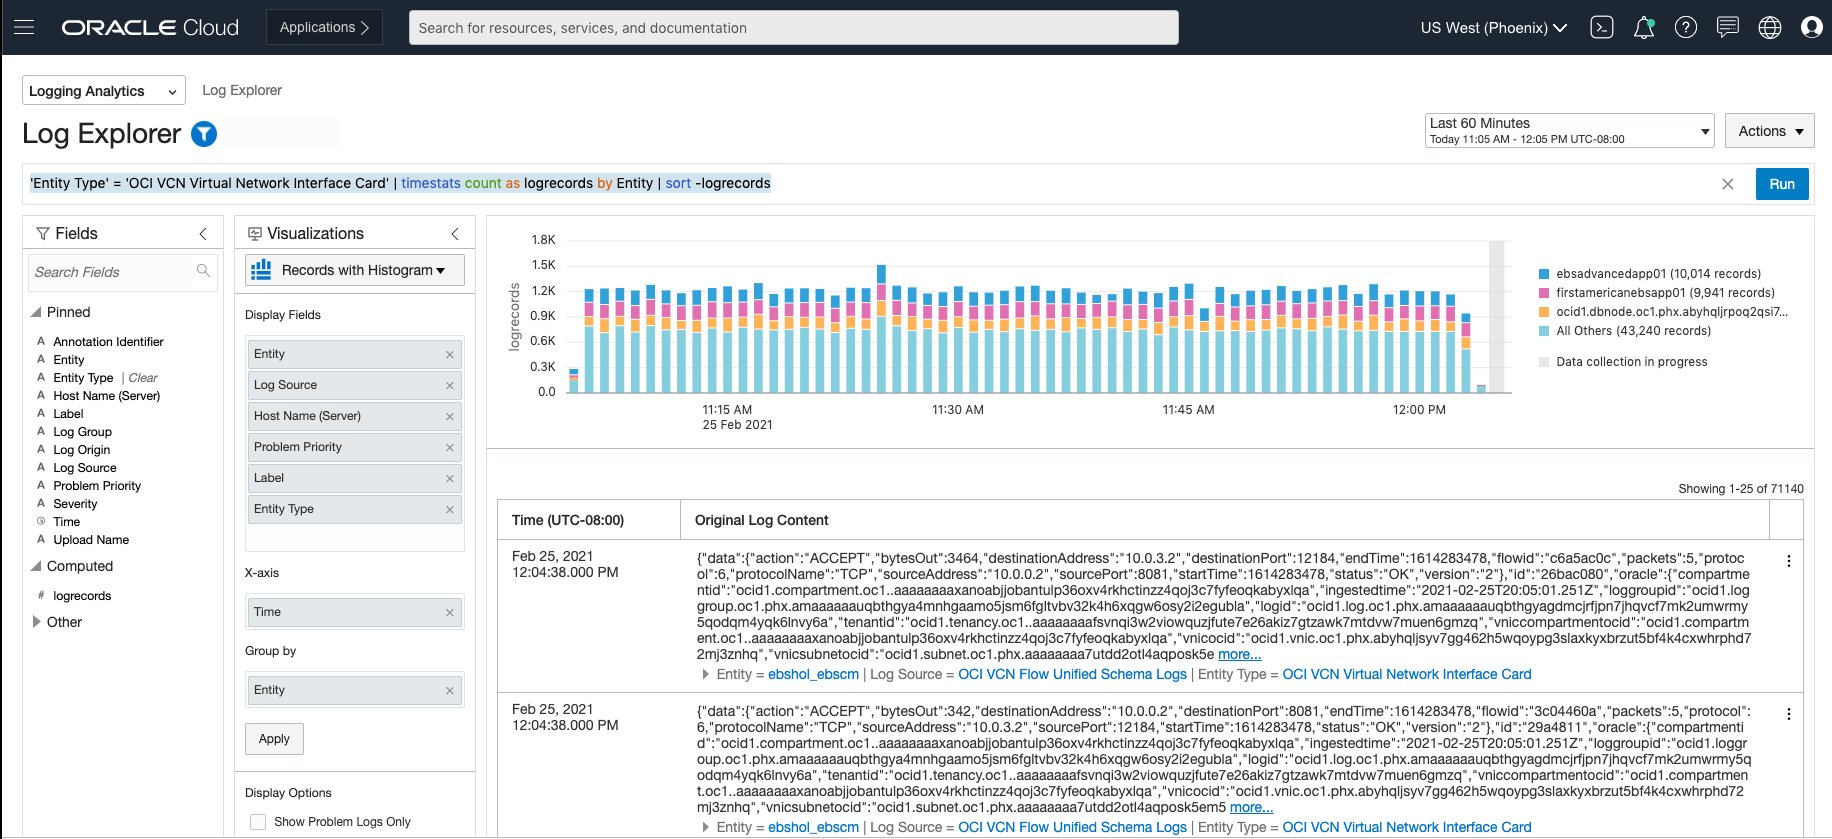 ORACLE Cloud
Applications
Search for resources, services, and documentation
US West (Phoenix)
Logging Analytics
Log Explorer
Log Explorer
Last 60 Minutes
Today 11:05 AM - 12:05 PM UTC-08:00
Actions
'Entity Type' = 'OCI VCN Virtual Network Interface Card' | timestats count as logrecords by Entity | sort -logrecords
Run
Fields
Search Fields
Pinned
A Annotation Identifier
A Entity
A Entity Type | Clear
A Host Name (Server)
A Label
A Log Group
A Log Origin
A Log Source
A Problem Priority
A Severity
Time
A Upload Name
Computed
# logrecords
Other
Visualizations
Records with Histogram
Display Fields
Entity
Log Source
Host Name (Server)
Problem Priority
Label
Entity Type
X-axis
Time
Group by
Entity
Apply
Display Options
Show Problem Logs Only
logrecords
1.8K
1.5K
1.2K
0.9K
0.6K
0.3K
0.0
11:15 AM
25 Feb 2021
11:30 AM
11:45 AM
12:00 PM
ebsadvancedapp01 (10,014 records)
firstamericanebsapp01 (9,941 records)
ocid1.dbnode.oc1.phx.abyhqljrpoq2qsi7...
All Others (43,240 records)
Data collection in progress
Showing 1-25 of 71140
Time (UTC-08:00)
Original Log Content
Feb 25, 2021
12:04:38.000 PM
{"data":{"action":"ACCEPT","bytesOut":3464,"destinationAddress":"10.0.3.2","destinationPort":12184,"endTime":1614283478,"flowid":"c6a5ac0c","packets":5,"protoc
ol":6,"protocolName":"TCP","sourceAddress":"10.0.0.2","sourcePort":8081,"startTime":1614283478,"status":"OK","version":"2"},"id":"26bac080","oracle":{"compartme
ntid":"ocid1.compartment.oc1..aaaaaaaaxanoabjjobantulp36oxv4rkhctinzz4qoj3c7fyfeoqkabyxlqa","ingestedtime":"2021-02-25T20:05:01.251Z","loggroupid":"ocid1.log
group.oc1.phx.amaaaaaauqbthgya4mnhgaamo5jsm6fgltvbv32k4h6xqgw6osy2i2egubla","logid":"ocid1.log.oc1.phx.amaaaaaauqbthgyagdmcjrfjpn7jhqvcf7mk2umwrmy
5qodqm4yqk6lnvy6a","tenantid":"ocid1.tenancy.oc1..aaaaaaaafsvnqi3w2viowquzjfute7e26akiz7gtzawk7mtdvw7muen6gmzq","vniccompartmentocid":"ocid1.compartm
ent.oc1..aaaaaaaaxanoabjjobantulp36oxv4rkhctinzz4qoj3c7fyfeoqkabyxlqa","vnicocid":"ocid1.vnic.oc1.phx.abyhqljsyv7gg462h5wqoypg3slaxkyxbrzut5bf4k4cxwhrphd7
2mj3znhq","vnicsubnetocid":"ocid1.subnet.oc1.phx.aaaaaaaa7utdd2otl4aqposk5e more...
Entity = ebshol_ebscm | Log Source = OCI VCN Flow Unified Schema Logs | Entity Type = OCI VCN Virtual Network Interface Card
Feb 25, 2021
12:04:38.000 PM
{"data":{"action":"ACCEPT","bytesOut":342,"destinationAddress":"10.0.0.2","destinationPort":8081,"endTime":1614283478,"flowid":"3c04460a","packets":5,"protocol":
6,"protocolName":"TCP","sourceAddress":"10.0.3.2","sourcePort":12184,"startTime":1614283478,"status":"OK","version":"2"},"id":"29a4811","oracle":{"compartmenti
d":"ocid1.compartment.oc1..aaaaaaaaxanoabjjobantulp36oxv4rkhctinzz4qoj3c7fyfeoqkabyxlqa","ingestedtime":"2021-02-25T20:05:01.251Z","loggroupid":"ocid1.loggr
oup.oc1.phx.amaaaaaauqbthgya4mnhgaamo5jsm6fgltvbv32k4h6xqgw6osy2i2egubla","logid":"ocid1.log.oc1.phx.amaaaaaauqbthgyagdmcjrfjpn7jhqvcf7mk2umwrmy5q
odqm4yqk6lnvy6a","tenantid":"ocid1.tenancy.oc1..aaaaaaaafsvnqi3w2viowquzjfute7e26akiz7gtzawk7mtdvw7muen6gmzq","vniccompartmentocid":"ocid1.compartment
.oc1..aaaaaaaaxanoabjjobantulp36oxv4rkhctinzz4qoj3c7fyfeoqkabyxlqa","vnicocid":"ocid1.vnic.oc1.phx.abyhqljsyv7gg462h5wqoypg3slaxkyxbrzut5bf4k4cxwhrphd72
mj3znhq","vnicsubnetocid":"ocid1.subnet.oc1.phx.aaaaaaaa7utdd2otl4aqposk5em5 more...
Entity = ebshol_ebscm | Log Source = OCI VCN Flow Unified Schema Logs | Entity Type = OCI VCN Virtual Network Interface Card